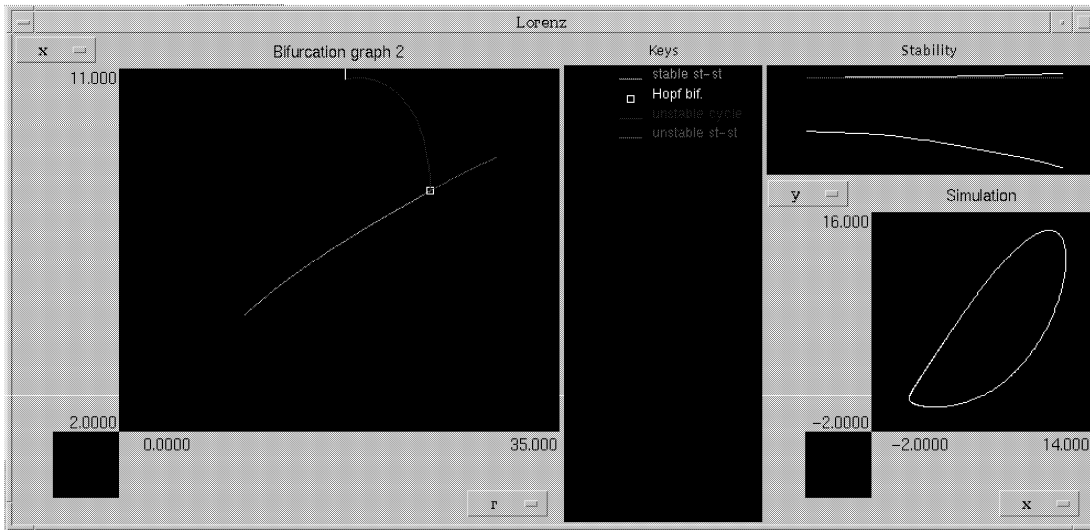 Lorenz
x
Bifurcation graph 2
Keys
Stability
11.000
stable st-st
Hopf bif.
unstable cycle
unstable st-st
y
Simulation
16.000
2.0000
-2.0000
0.0000
35.000
-2.0000
14.000
r
x